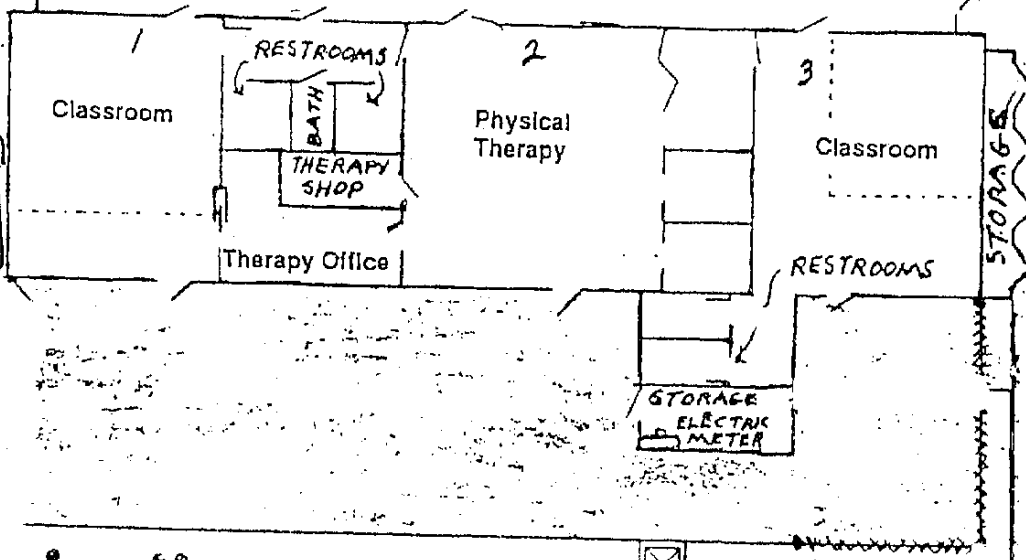 1
RESTROOMS
2
3
Classroom
BATH
Physical
Therapy
Classroom
STORAGE
THERAPY
SHOP
Therapy Office
RESTROOMS
STORAGE
ELECTRIC
METER